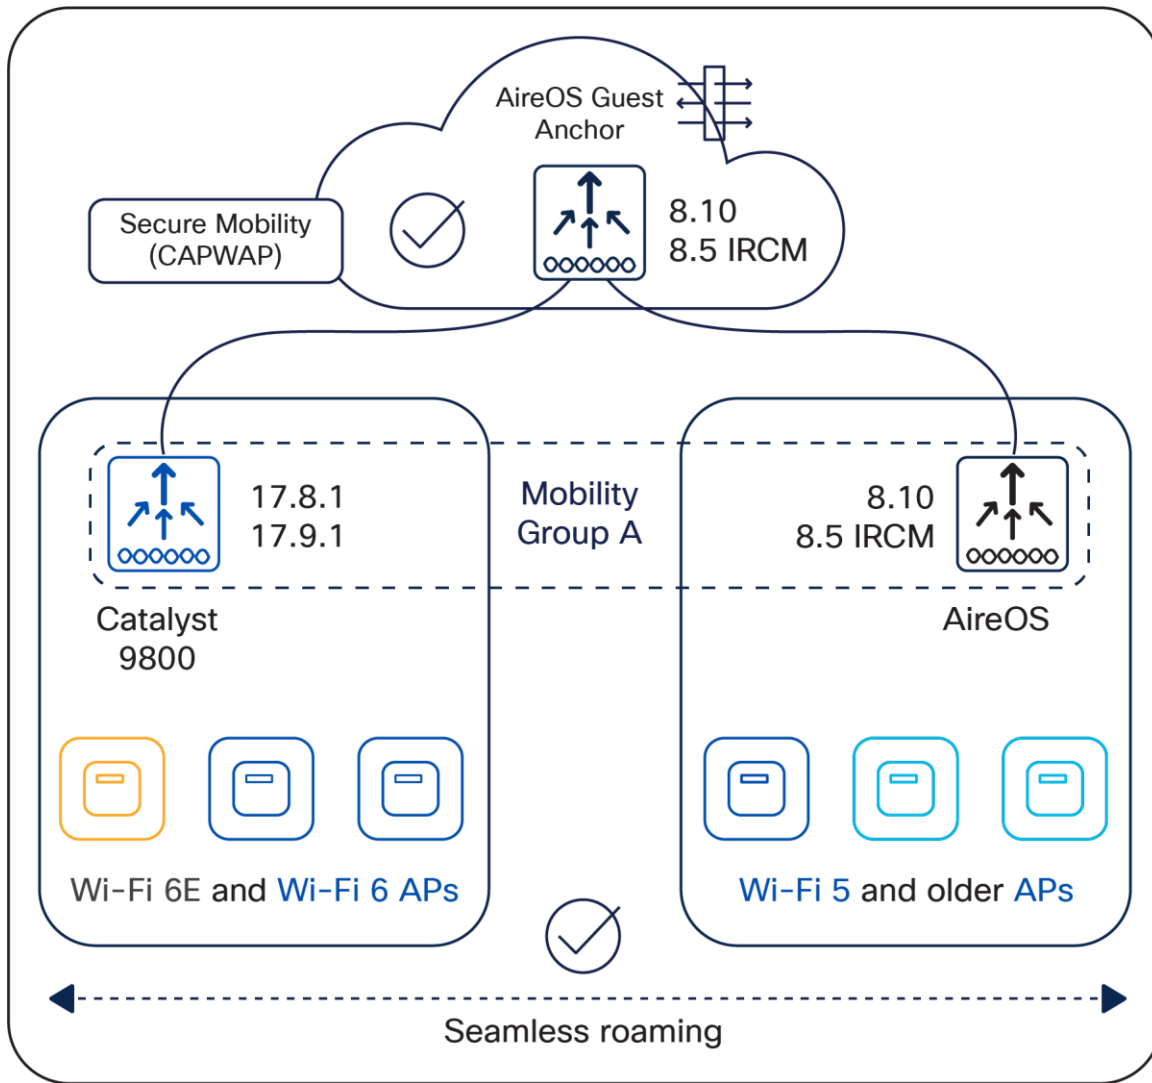 AireOS Guest
Anchor
Secure Mobility
(CAPWAP)
8.10
8.5 IRCM
17.8.1
17.9.1
Mobility
Group A
8.10
8.5 IRCM
Catalyst
9800
AireOS
Wi-Fi 6E and Wi-Fi 6 APs
Wi-Fi 5 and older APs
Seamless roaming